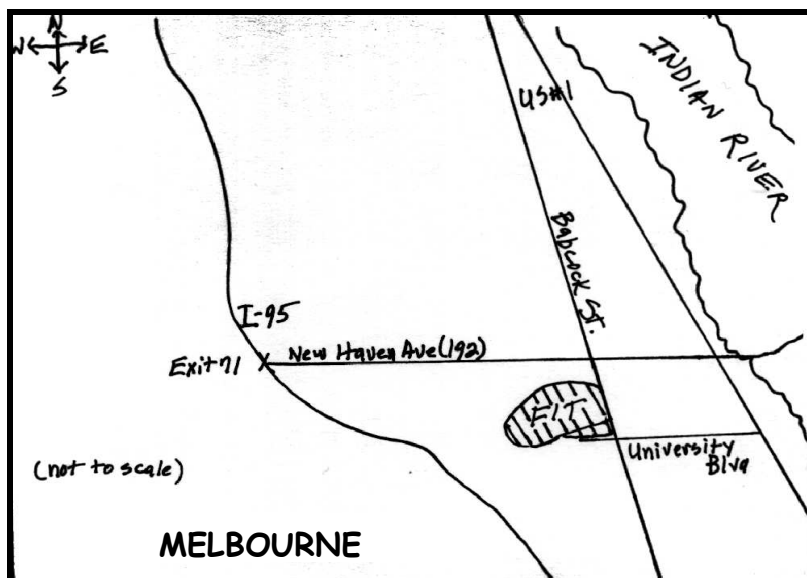 N
W E
S
INDIAN RIVER
US#1
Babcock St.
I-95
New Haven Ave (192)
Exit 71
F.I.T
University
Blvd
(not to scale)
MELBOURNE